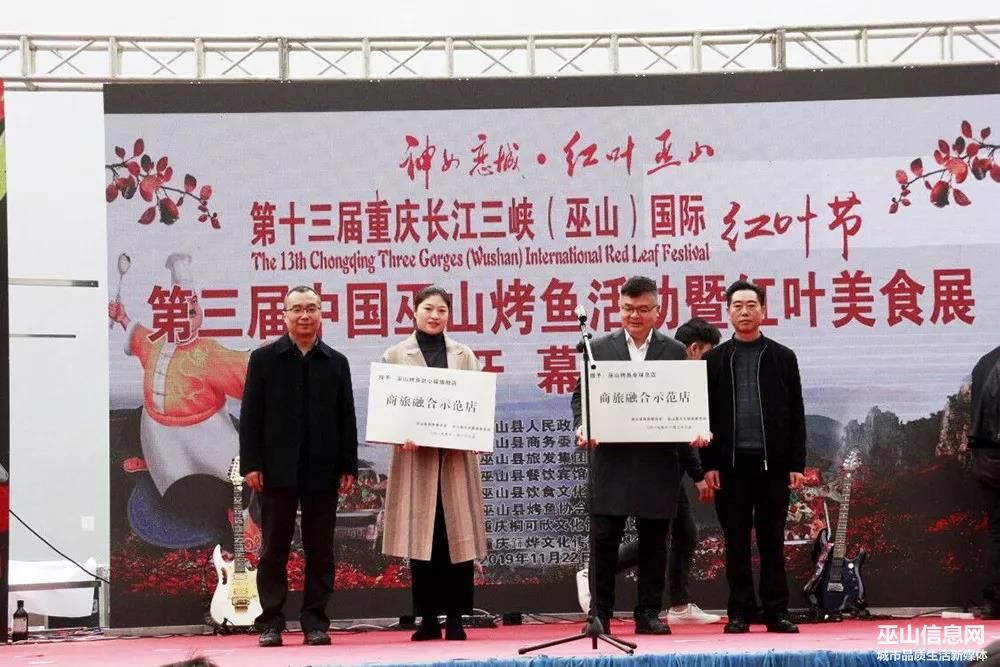 神女恋城·红叶巫山
第十三届重庆长江三峡（巫山）国际红叶节
The 13th Chongqing Three Gorges (Wushan) International Red Leaf Festival
第三届中国巫山烤鱼活动暨红叶美食展
开幕
商旅融合示范店
商旅融合示范店
山县人民政
山县商务委
巫山县旅发集团
巫山县餐饮宾馆
巫山县饮食文化
巫山县烤鱼协会
重庆桐可欣文化
重庆 烨文化传
2019年11月22日
巫山信息网
城市品质生活新媒体